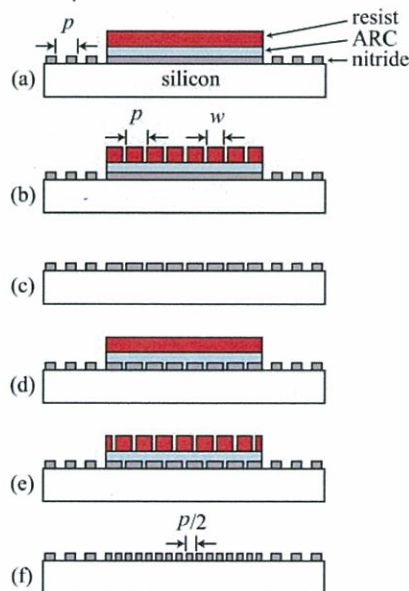 resist
ARC
nitride
p
(a)
silicon
p
w
(b)
(c)
(d)
(e)
p/2
(f)